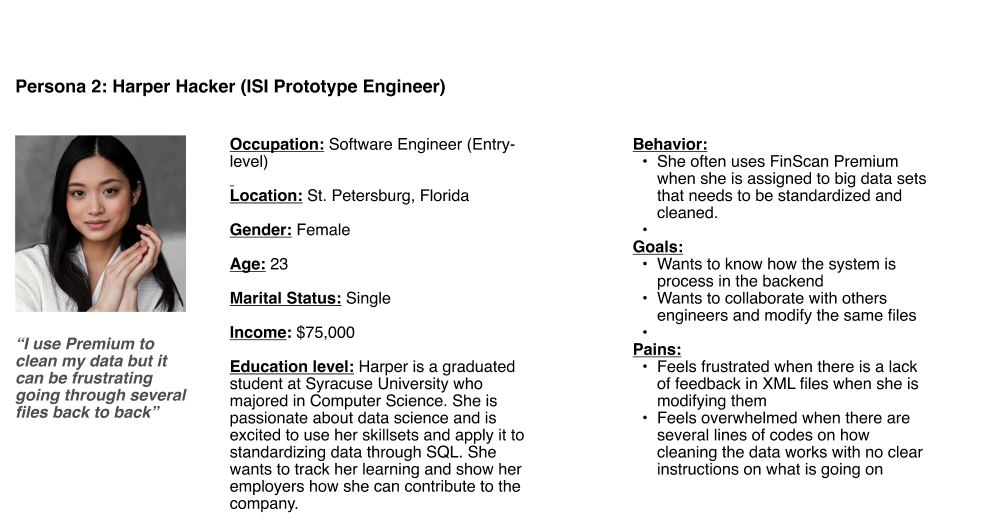 Persona 2: Harper Hacker (ISI Prototype Engineer)
“I use Premium to
clean my data but it
can be frustrating
going through several
files back to back”
Occupation: Software Engineer (Entry-
level)
Location: St. Petersburg, Florida
Gender: Female
Age: 23
Marital Status: Single
Income: $75,000
Education level: Harper is a graduated
student at Syracuse University who
majored in Computer Science. She is
passionate about data science and is
excited to use her skillsets and apply it to
standardizing data through SQL. She
wants to track her learning and show her
employers how she can contribute to the
company.
Behavior:
• She often uses FinScan Premium
when she is assigned to big data sets
that needs to be standardized and
cleaned.
•
Goals:
• Wants to know how the system is
process in the backend
• Wants to collaborate with others
engineers and modify the same files
•
Pains:
• Feels frustrated when there is a lack
of feedback in XML files when she is
modifying them
• Feels overwhelmed when there are
several lines of codes on how
cleaning the data works with no clear
instructions on what is going on